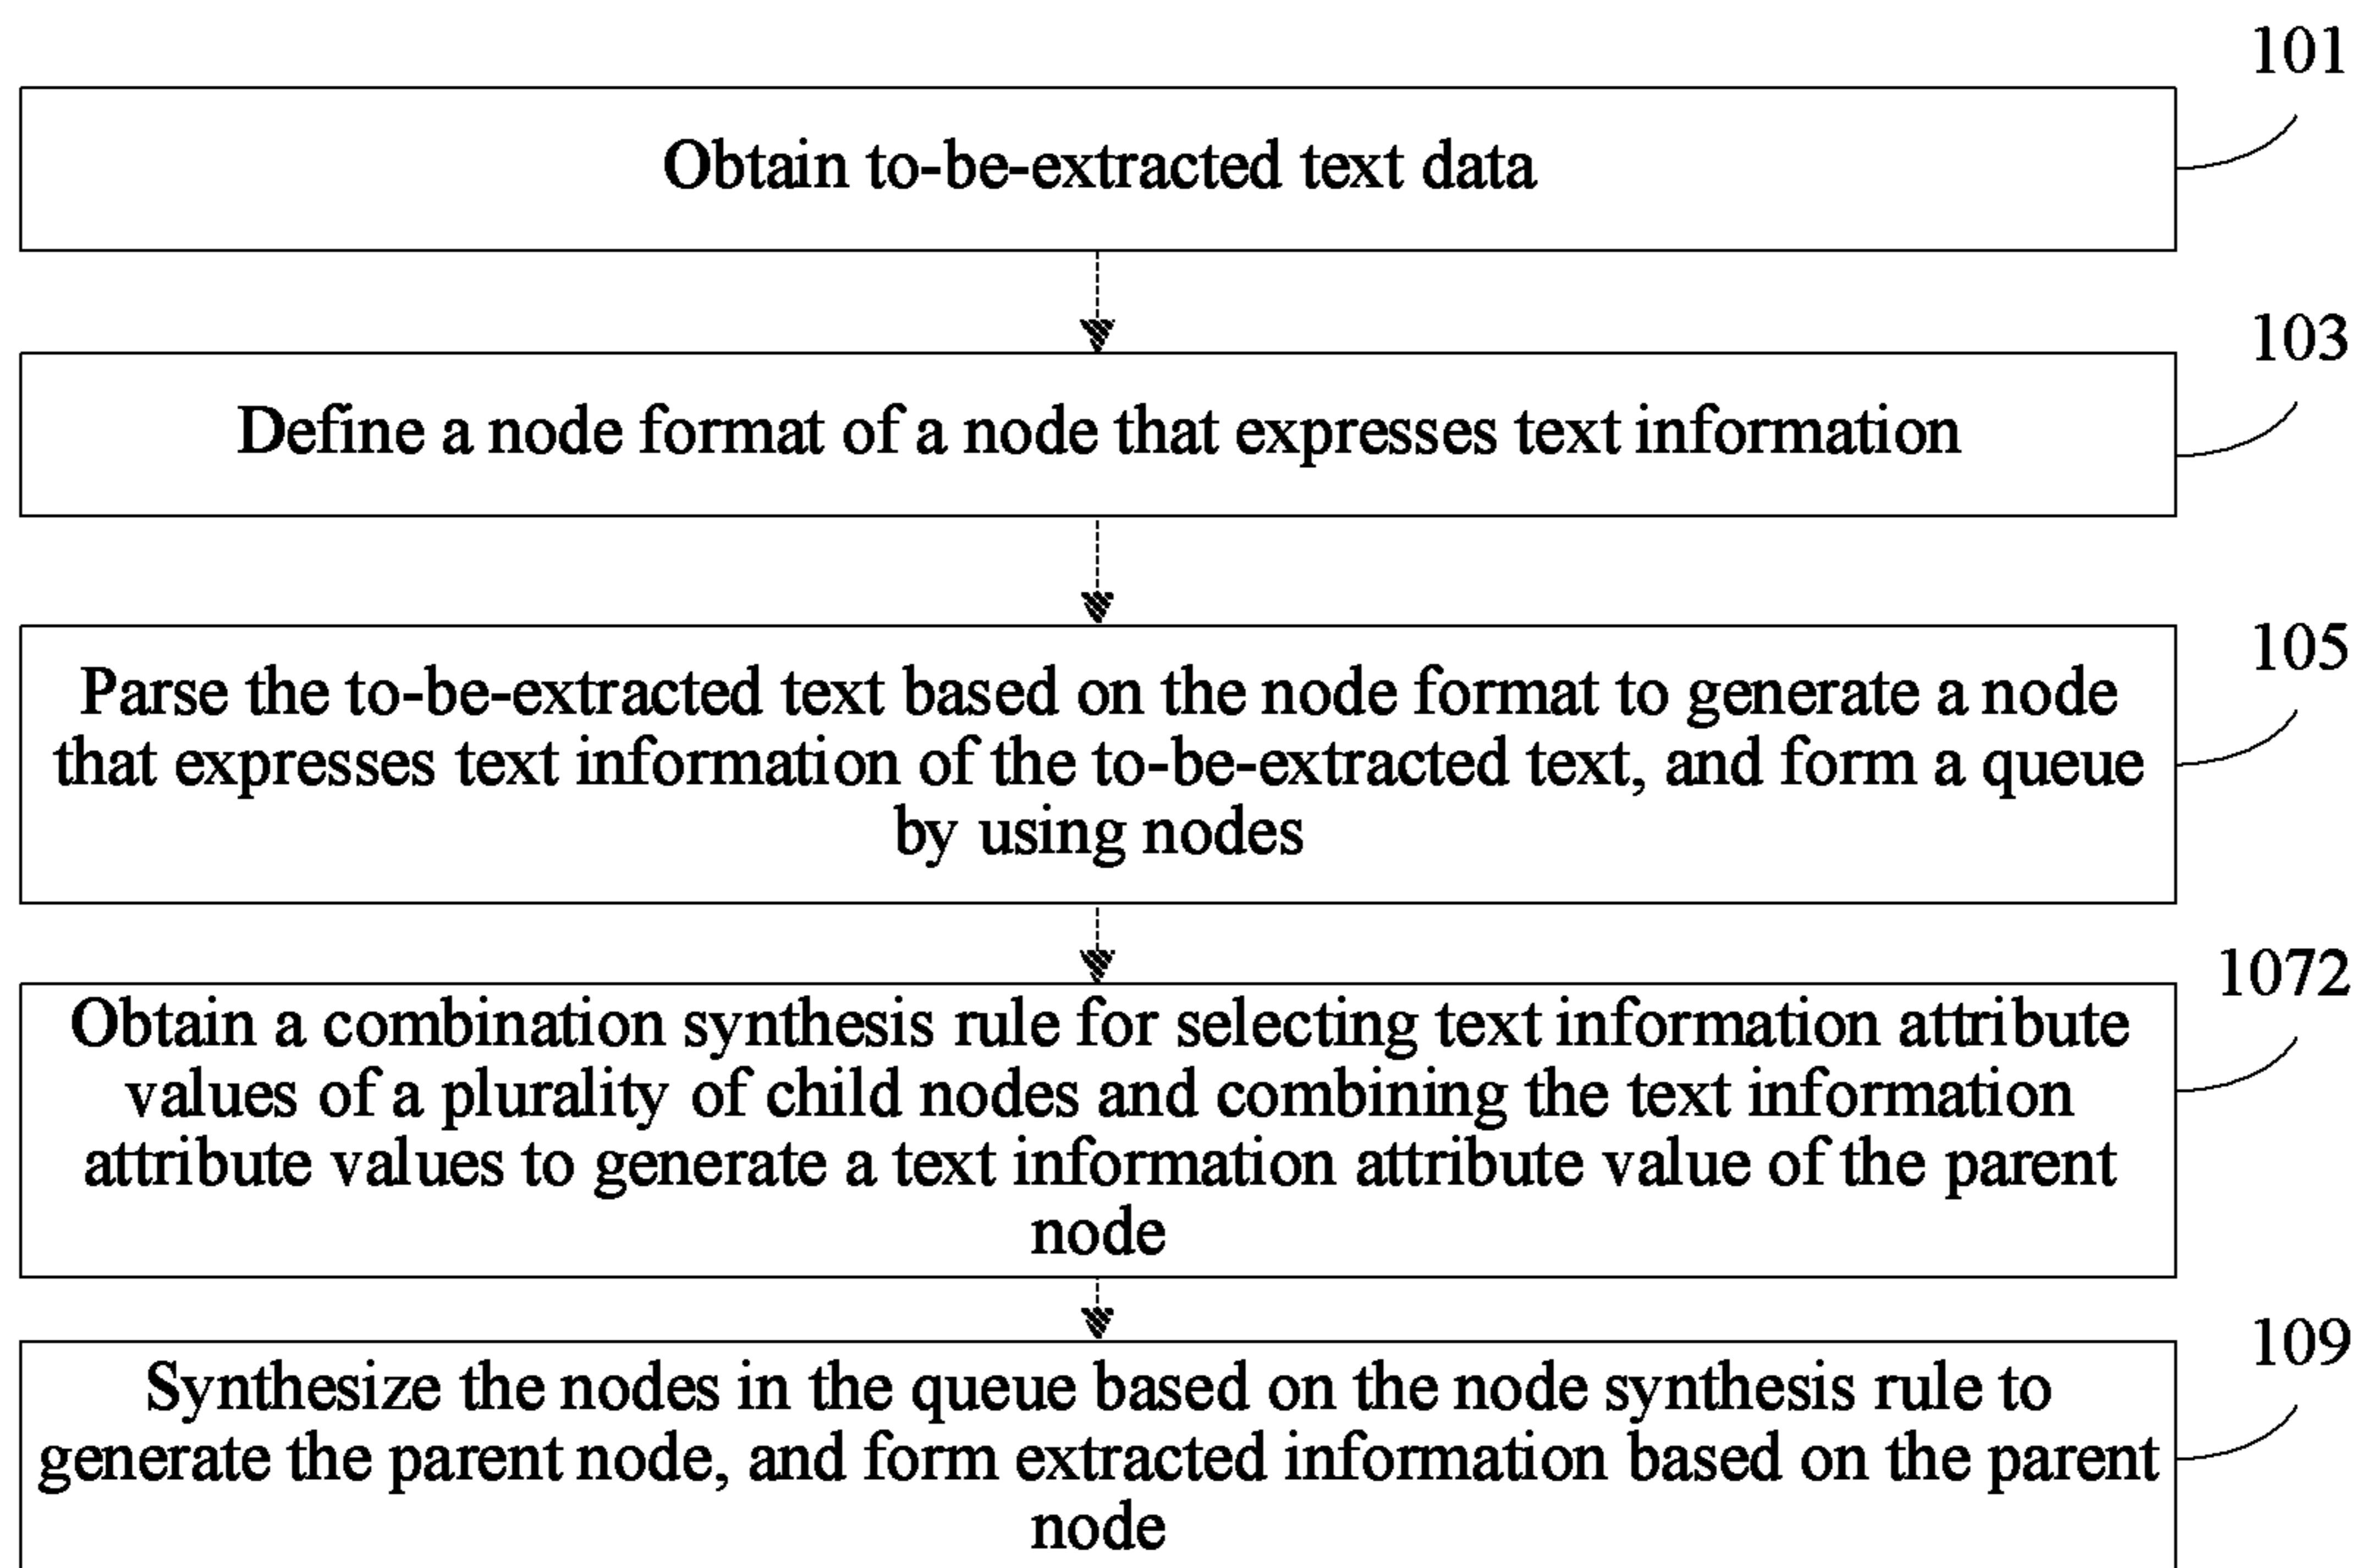 101
Obtain to-be-extracted text data
103
Define a node format of a node that expresses text information
105
Parse the to-be-extracted text based on the node format to generate a node
that expresses text information of the to-be-extracted text, and form a queue
by using nodes
1072
Obtain a combination synthesis rule for selecting text information attribute
values of a plurality of child nodes and combining the text information
attribute values to generate a text information attribute value of the parent
node
109
Synthesize the nodes in the queue based on the node synthesis rule to
generate the parent node, and form extracted information based on the parent
node